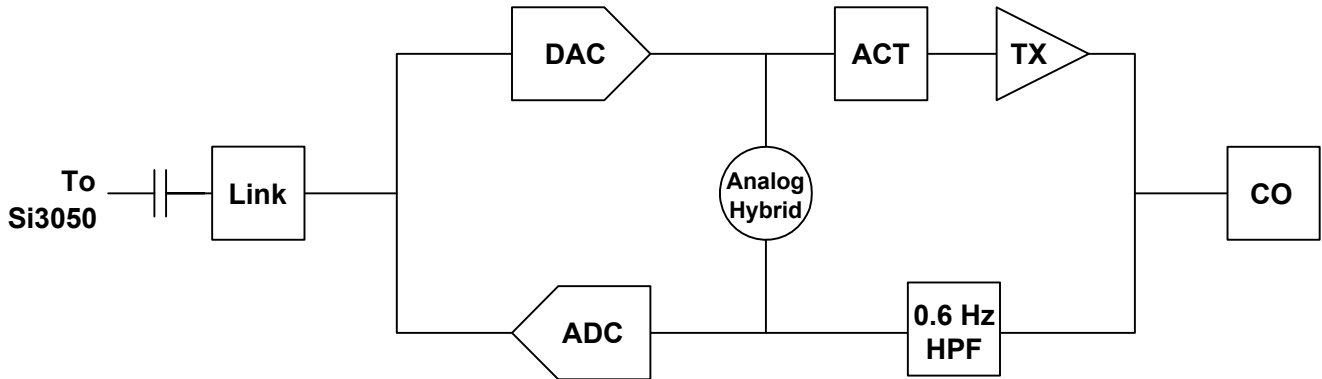 DAC
ACT
TX
To
Si3050
Link
Analog
Hybrid
CO
ADC
0.6 Hz
HPF